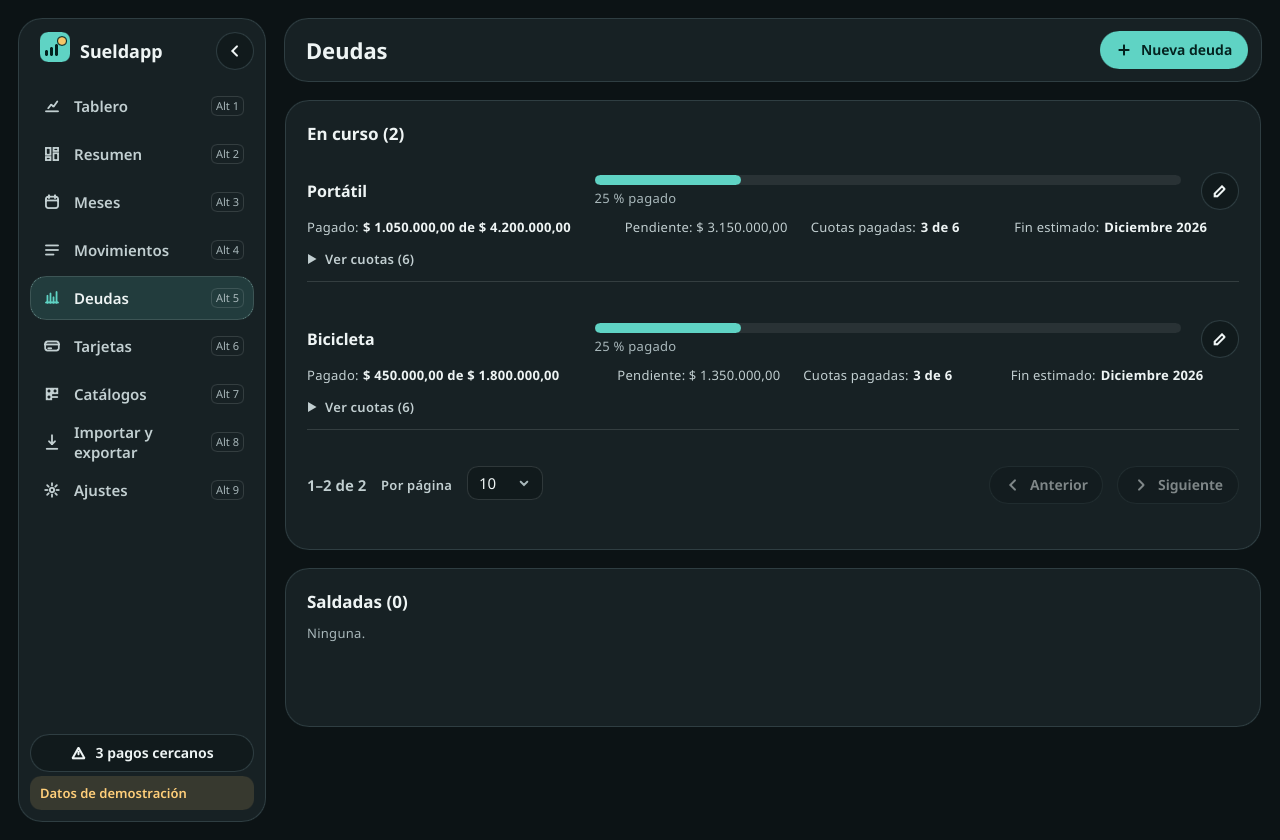 Sueldapp
Tablero Alt 1
Resumen Alt 2
Meses Alt 3
Movimientos Alt 4
Deudas Alt 5
Tarjetas Alt 6
Catálogos Alt 7
Importar y
exportar Alt 8
Ajustes Alt 9
3 pagos cercanos
Datos de demostración
Deudas
Nueva deuda
En curso (2)
Portátil
25 % pagado
Pagado: $ 1.050.000,00 de $ 4.200.000,00 Pendiente: $ 3.150.000,00 Cuotas pagadas: 3 de 6 Fin estimado: Diciembre 2026
Ver cuotas (6)
Bicicleta
25 % pagado
Pagado: $ 450.000,00 de $ 1.800.000,00 Pendiente: $ 1.350.000,00 Cuotas pagadas: 3 de 6 Fin estimado: Diciembre 2026
Ver cuotas (6)
1–2 de 2 Por página 10 Anterior Siguiente
Saldadas (0)
Ninguna.